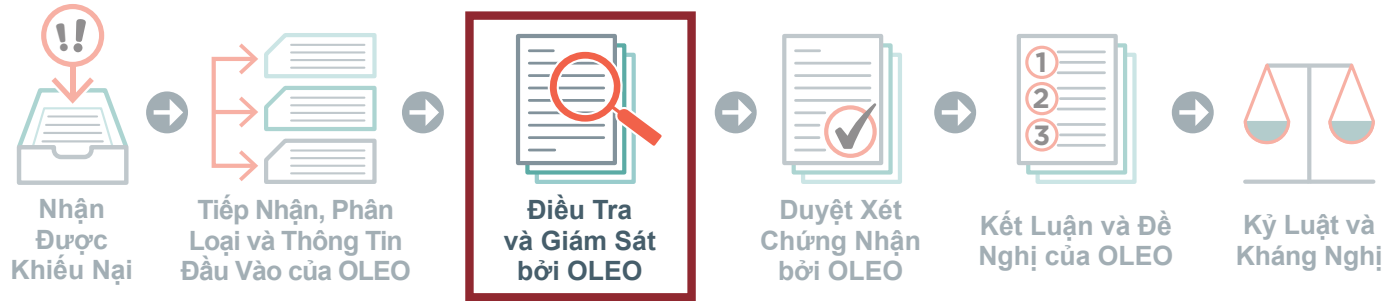 !!
Nhận
Được
Khiếu Nại
Tiếp Nhận, Phân
Loại và Thông Tin
Đầu Vào của OLEO
Điều Tra
và Giám Sát
bởi OLEO
Duyệt Xét
Chứng Nhận
bởi OLEO
1
2
3
Kết Luận và Đề
Nghị của OLEO
Kỷ Luật và
Kháng Nghị